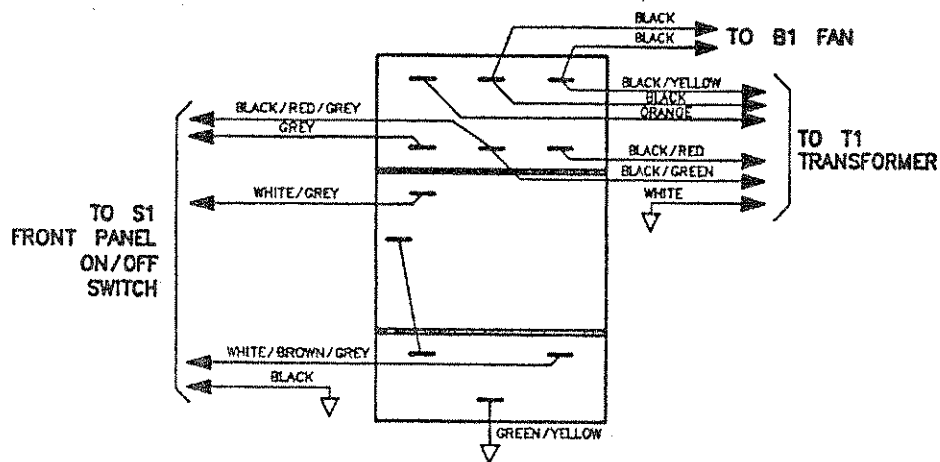 BLACK
BLACK
TO B1 FAN
BLACK/YELLOW
BLACK
ORANGE
BLACK/RED/GREY
GREY
TO T1
TRANSFORMER
BLACK/RED
BLACK/GREEN
WHITE/GREY
WHITE
TO S1
FRONT PANEL
ON/OFF
SWITCH
WHITE/BROWN/GREY
BLACK
GREEN/YELLOW